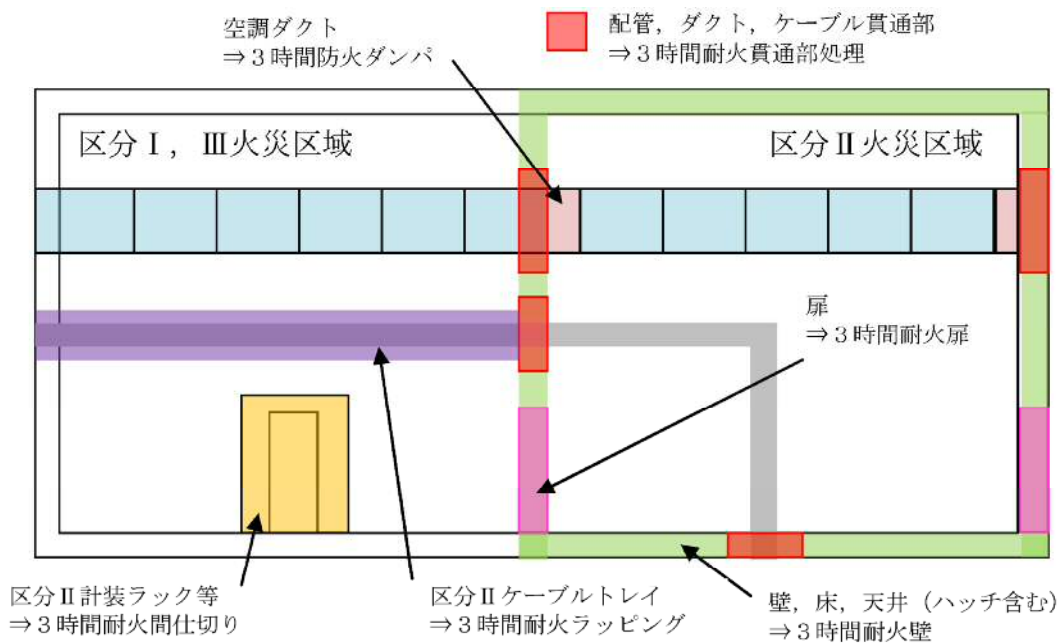 空調ダクト
⇒３時間防火ダンパ
配管，ダクト，ケーブル貫通部
⇒３時間耐火貫通部処理
区分Ⅰ，Ⅲ火災区域
区分Ⅱ火災区域
扉
⇒３時間耐火扉
区分Ⅱ計装ラック等
⇒３時間耐火間仕切り
区分Ⅱケーブルトレイ
⇒３時間耐火ラッピング
壁，床，天井（ハッチ含む）
⇒３時間耐火壁